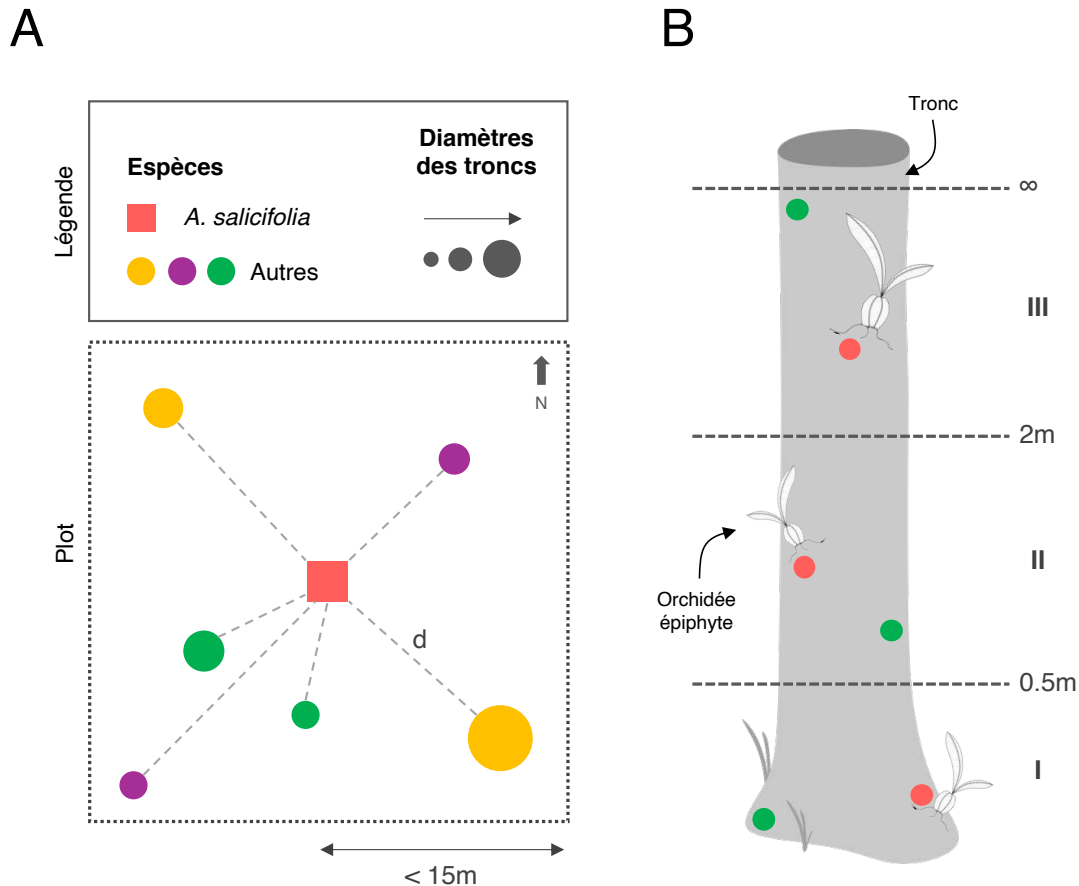 A
B
Légende
Espèces
Diamètres
des troncs
A. salicifolia
Autres
Plot
N
d
< 15m
Tronc
∞
III
2m
II
Orchidée
épiphyte
0.5m
I